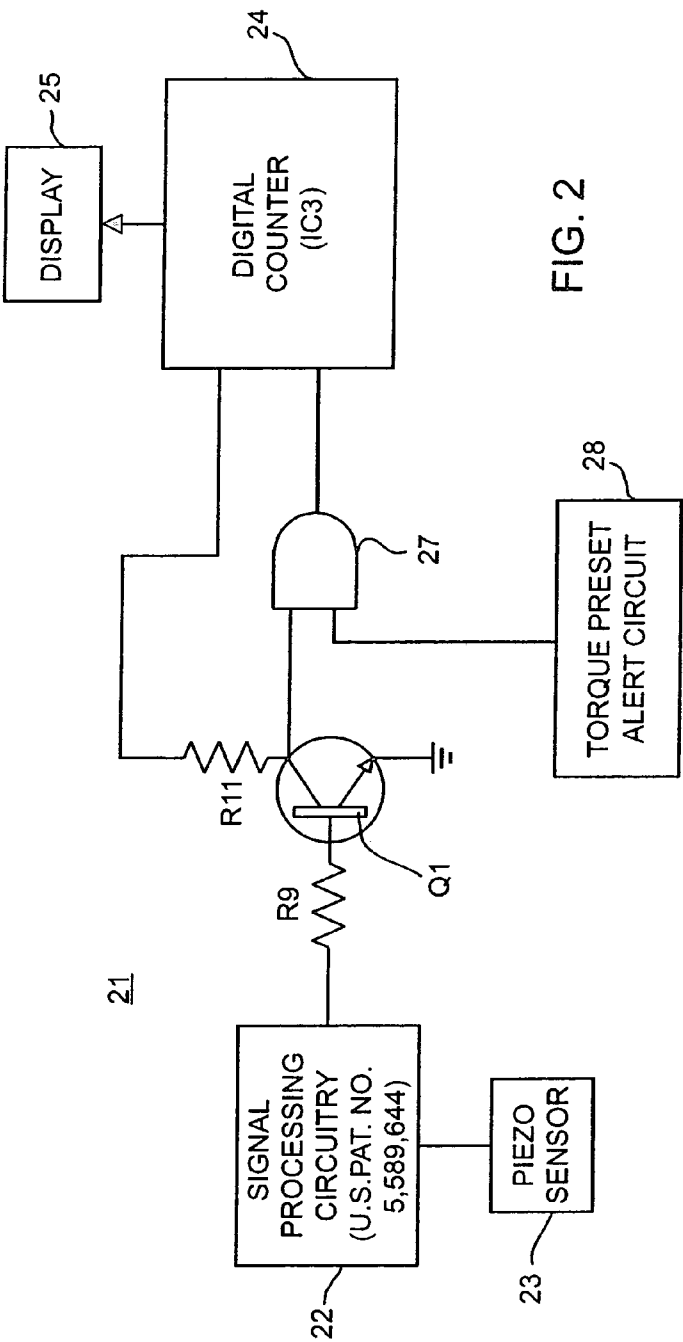 21
SIGNAL
PROCESSING
CIRCUITRY
(U.S.PAT. NO.
5,589,644)
22
PIEZO
SENSOR
23
R9
Q1
R11
27
TORQUE PRESET
ALERT CIRCUIT
28
DIGITAL
COUNTER
(IC3)
24
DISPLAY
25
FIG. 2